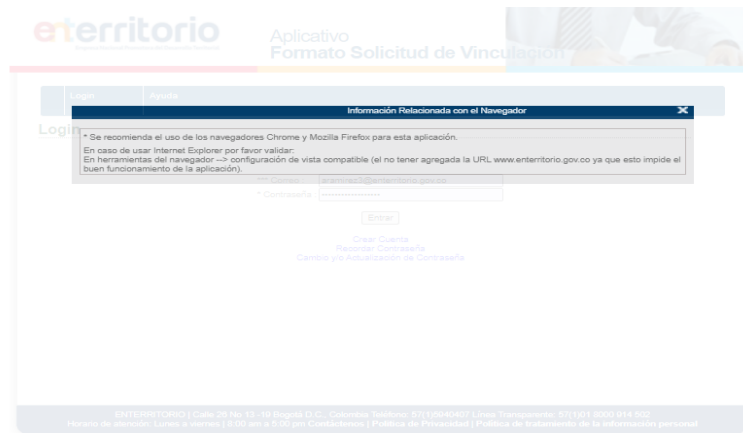 enterritorio
Aplicativo
Formato Solicitud de Vinculación
Login
Ayuda
Información Relacionada con el Navegador
Login
* Se recomienda el uso de los navegadores Chrome y Mozilla Firefox para esta aplicación.
En caso de usar Internet Explorer por favor validar:
En herramientas del navegador --> configuración de vista compatible (el no tener agregada la URL www.enterritorio.gov.co ya que esto impide el
buen funcionamiento de la aplicación).
* Correo
aramirez3@enterritorio.gov.co
* Contraseña
Entrar
Crear Cuenta
Recordar Contraseña
Cambio y/o Actualización de Contraseña
ENTERRITORIO | Calle 26 No 13 -19 Bogotá D.C., Colombia Teléfono: 57(1)5940407 Línea Transparente: 57(1)01 8000 914 502
Horario de atención: Lunes a viernes | 8:00 am a 5:00 pm Contáctenos | Política de Privacidad | Política de tratamiento de la información personal